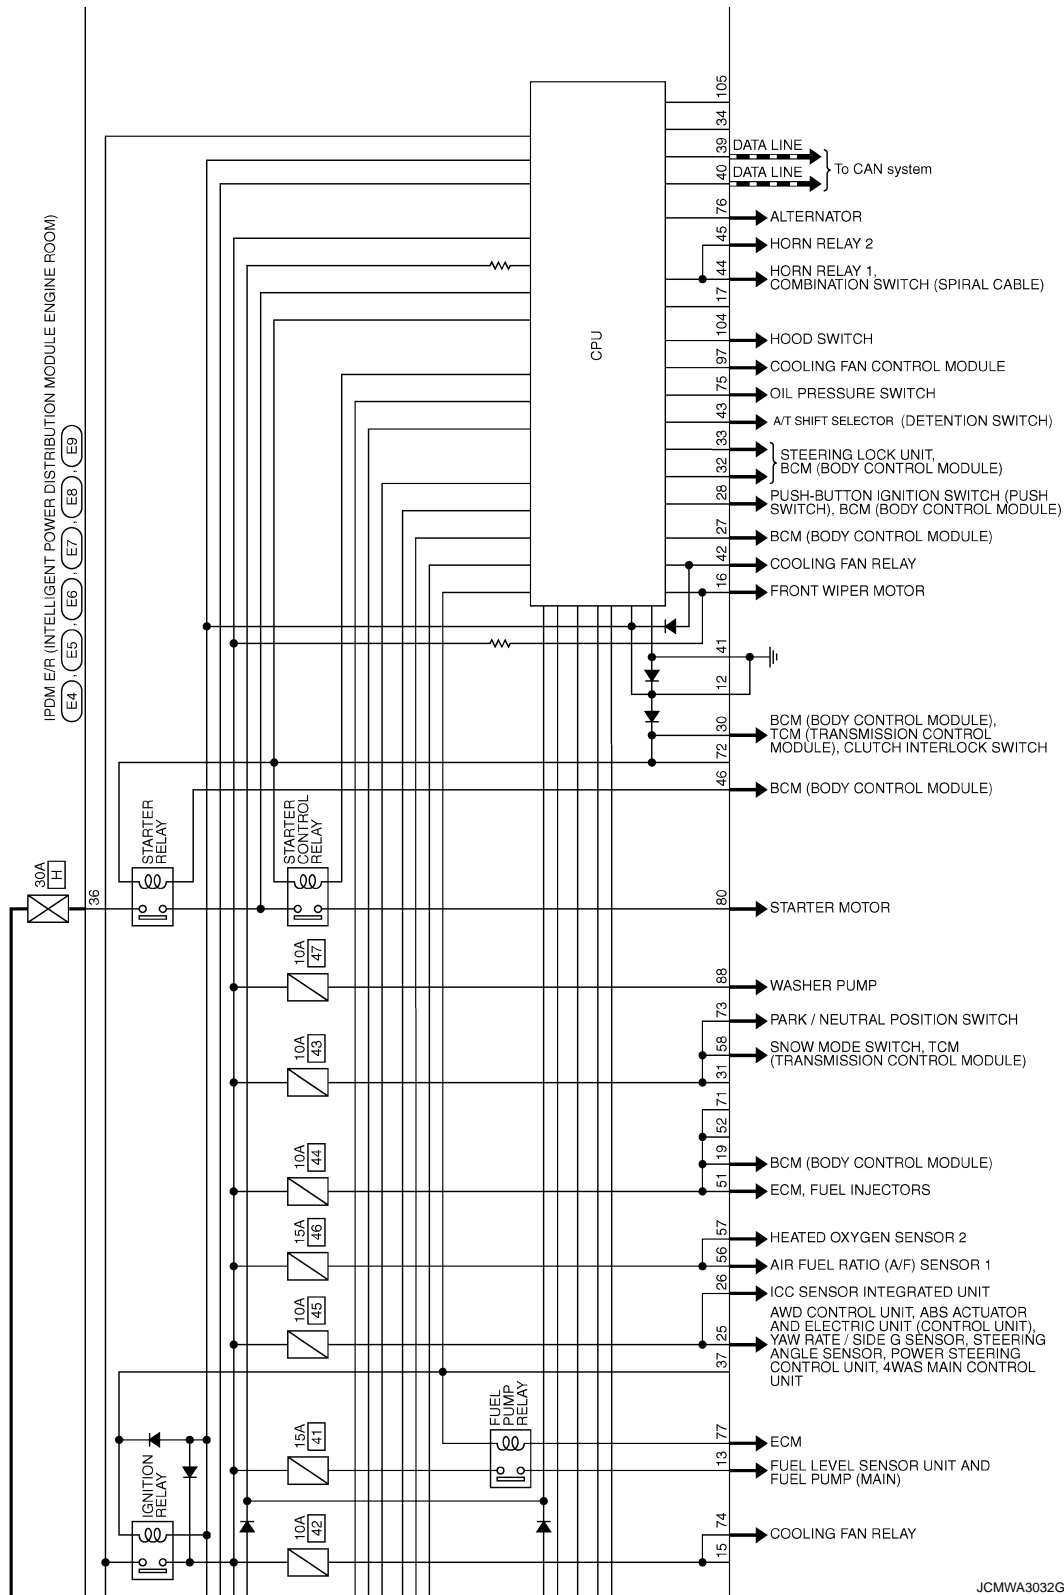 105
34
39
DATA LINE
40
DATA LINE
To CAN system
76
ALTERNATOR
45
HORN RELAY 2
44
HORN RELAY 1,
COMBINATION SWITCH (SPIRAL CABLE)
17
CPU
104
HOOD SWITCH
97
COOLING FAN CONTROL MODULE
75
OIL PRESSURE SWITCH
43
A/T SHIFT SELECTOR (DETENTION SWITCH)
33
32
STEERING LOCK UNIT,
BCM (BODY CONTROL MODULE)
28
PUSH-BUTTON IGNITION SWITCH (PUSH
SWITCH), BCM (BODY CONTROL MODULE)
27
BCM (BODY CONTROL MODULE)
42
COOLING FAN RELAY
16
FRONT WIPER MOTOR
IPDM E/R (INTELLIGENT POWER DISTRIBUTION MODULE ENGINE ROOM)
E4 , E5 , E6 , E7 , E8 , E9
41
12
30
BCM (BODY CONTROL MODULE),
TCM (TRANSMISSION CONTROL
MODULE), CLUTCH INTERLOCK SWITCH
72
46
BCM (BODY CONTROL MODULE)
STARTER
RELAY
STARTER
CONTROL
RELAY
30A
H
36
80
STARTER MOTOR
10A
47
88
WASHER PUMP
73
PARK / NEUTRAL POSITION SWITCH
10A
43
58
SNOW MODE SWITCH, TCM
(TRANSMISSION CONTROL MODULE)
31
71
52
10A
44
19
BCM (BODY CONTROL MODULE)
51
ECM, FUEL INJECTORS
15A
46
57
HEATED OXYGEN SENSOR 2
56
AIR FUEL RATIO (A/F) SENSOR 1
26
ICC SENSOR INTEGRATED UNIT
10A
45
25
AWD CONTROL UNIT, ABS ACTUATOR
AND ELECTRIC UNIT (CONTROL UNIT),
YAW RATE / SIDE G SENSOR, STEERING
ANGLE SENSOR, POWER STEERING
CONTROL UNIT, 4WAS MAIN CONTROL
UNIT
37
FUEL
PUMP
RELAY
77
ECM
15A
41
13
FUEL LEVEL SENSOR UNIT AND
FUEL PUMP (MAIN)
IGNITION
RELAY
10A
42
74
COOLING FAN RELAY
15
JCMWA3032G